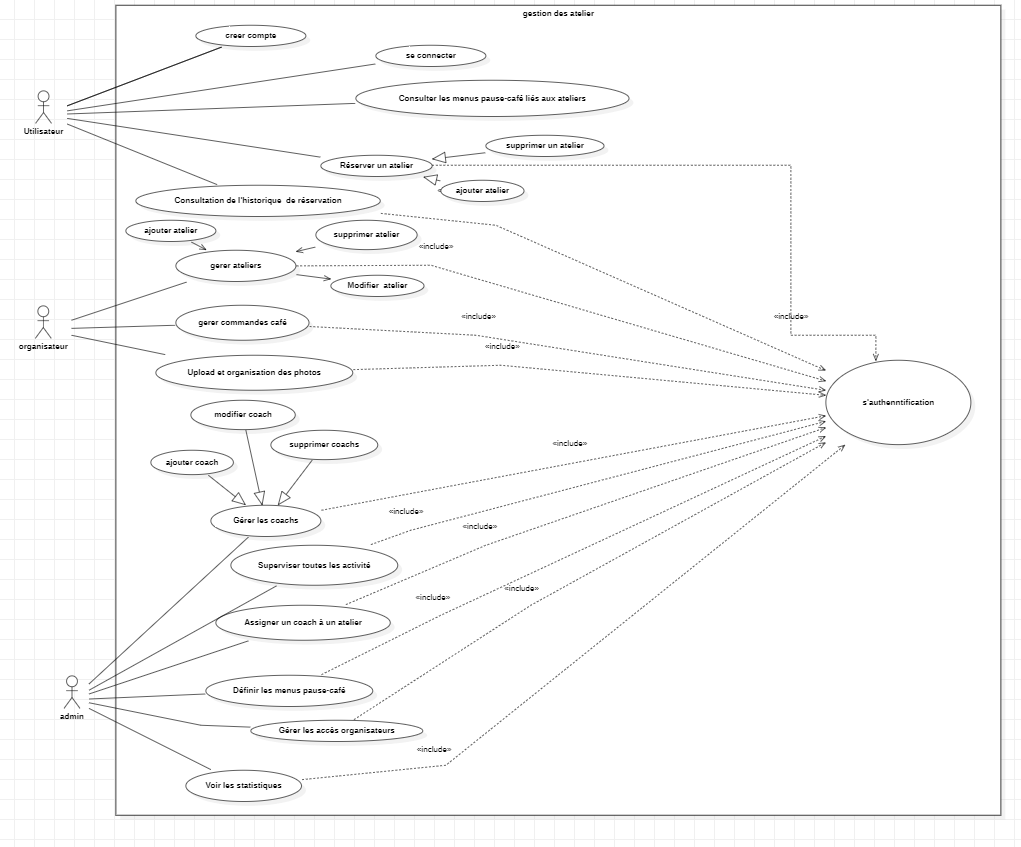 gestion des atelier
creer compte
se connecter
Consulter les menus pause-café liés aux ateliers
Utilisateur
supprimer un atelier
Réserver un atelier
ajouter atelier
Consultation de l'historique de réservation
ajouter atelier
supprimer atelier
«include»
gerer ateliers
Modifier atelier
«include»
«include»
gerer commandes café
organisateur
«include»
Upload et organisation des photos
s'authenntification
modifier coach
supprimer coachs
«include»
ajouter coach
«include»
Gérer les coachs
«include»
Superviser toutes les activité
«include»
«include»
Assigner un coach à un atelier
Définir les menus pause-café
admin
Gérer les accès organisateurs
«include»
Voir les statistiques